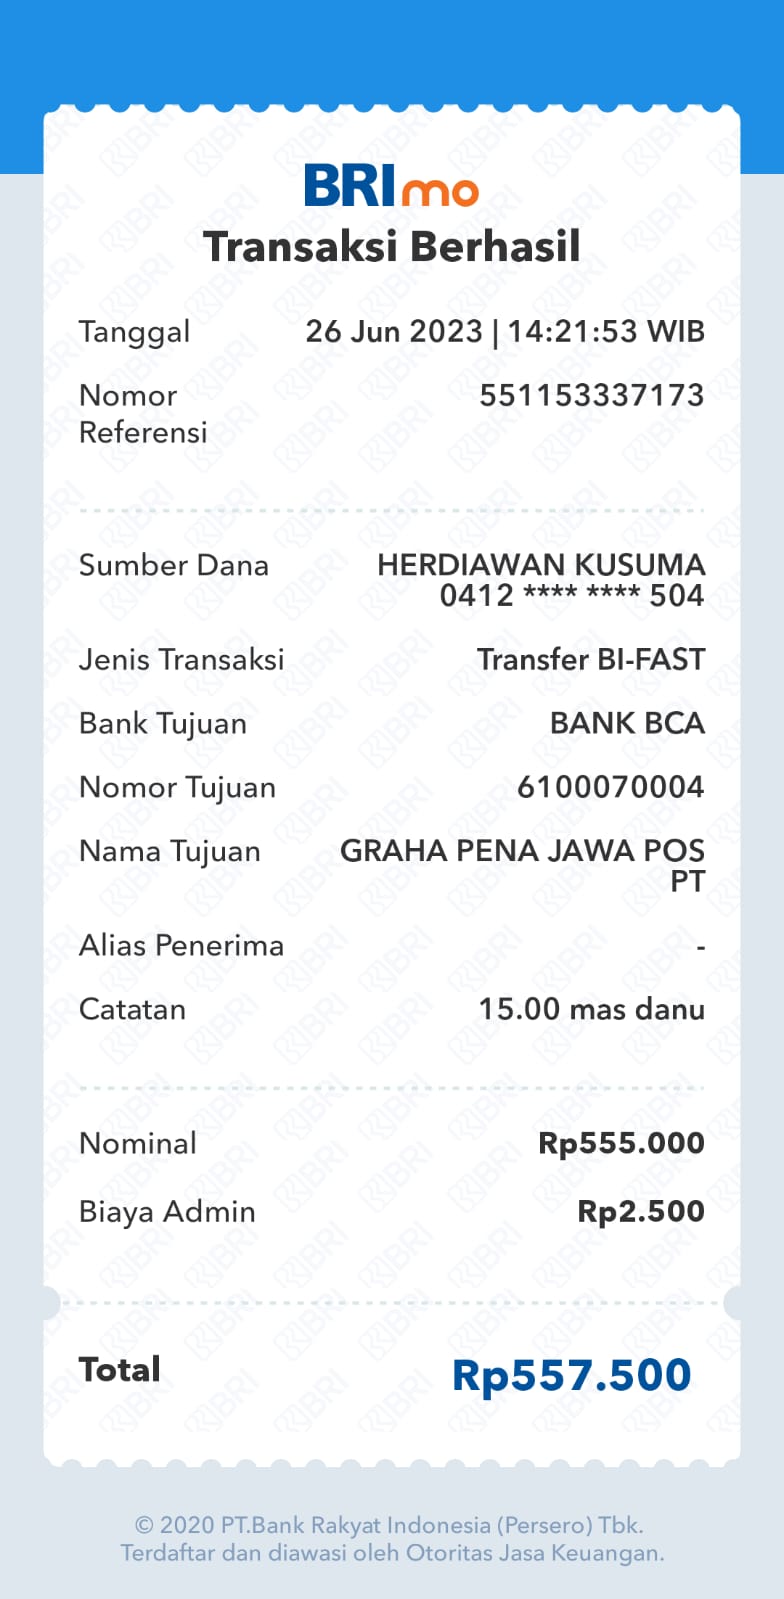 BRImo
Transaksi Berhasil
Tanggal 26 Jun 2023 | 14:21:53 WIB
Nomor Referensi 551153337173
Sumber Dana HERDIAWAN KUSUMA
0412 **** **** 504
Jenis Transaksi Transfer BI-FAST
Bank Tujuan BANK BCA
Nomor Tujuan 6100070004
Nama Tujuan GRAHA PENA JAWA POS
PT
Alias Penerima -
Catatan 15.00 mas danu
Nominal Rp555.000
Biaya Admin Rp2.500
Total Rp557.500
© 2020 PT.Bank Rakyat Indonesia (Persero) Tbk.
Terdaftar dan diawasi oleh Otoritas Jasa Keuangan.